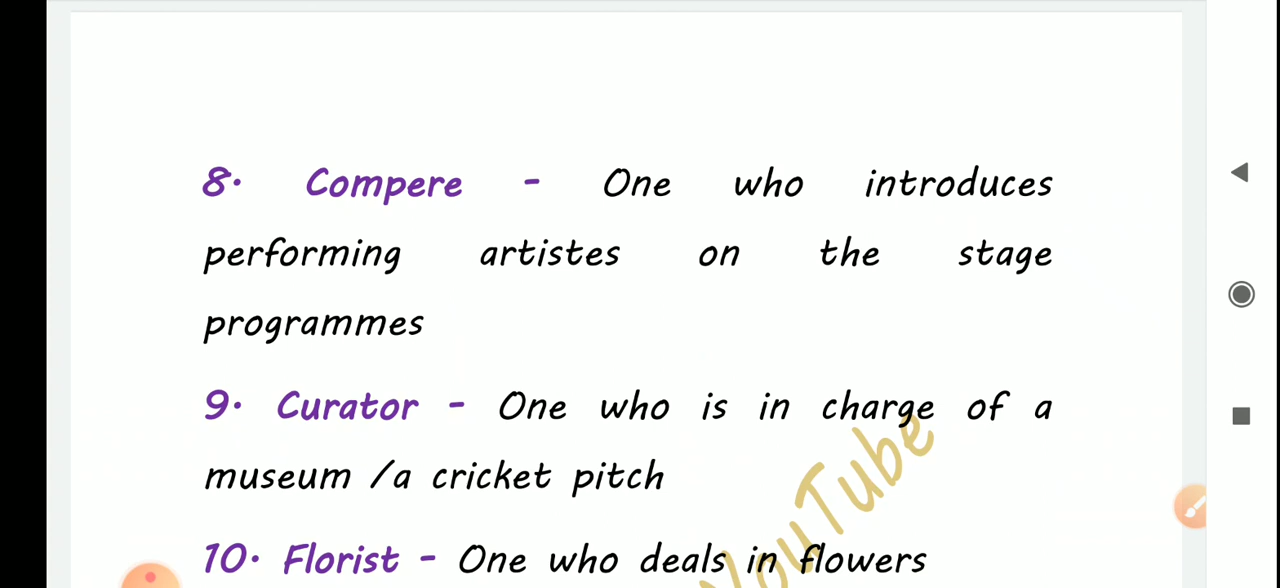 8. Compere - One who introduces
performing artistes on the stage
programmes
9. Curator - One who is in charge of a
museum /a cricket pitch
10. Florist - One who deals in flowers
YouTube